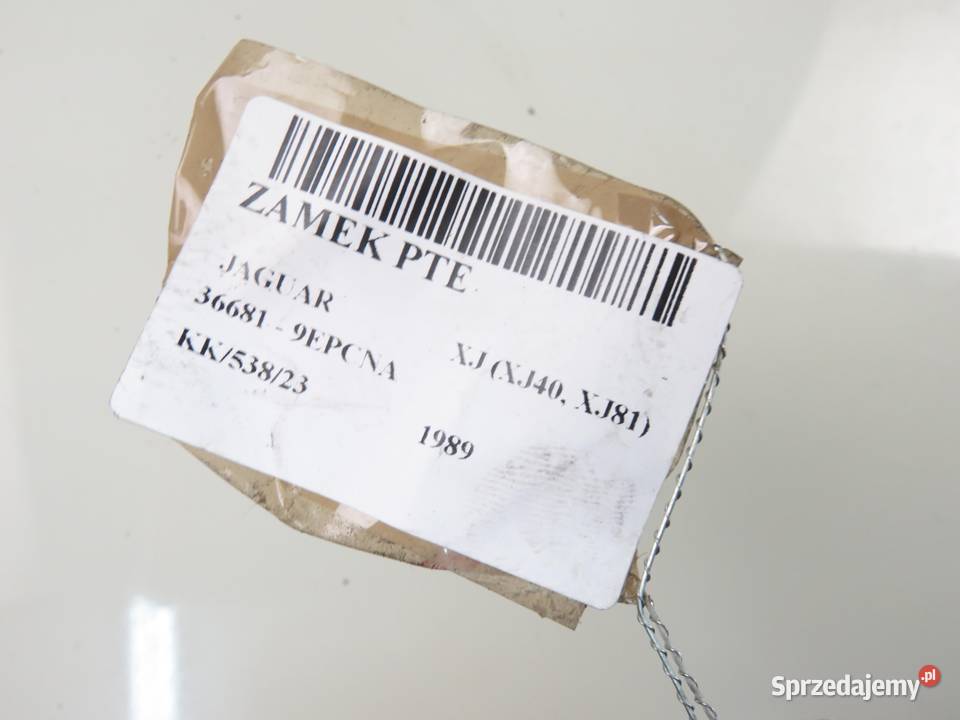 ZAMEK PTE
JAGUAR XJ (XJ40, XJ81)
36681 - 9EPCNA
KK/538/23 1989
Sprzedajemy.pl